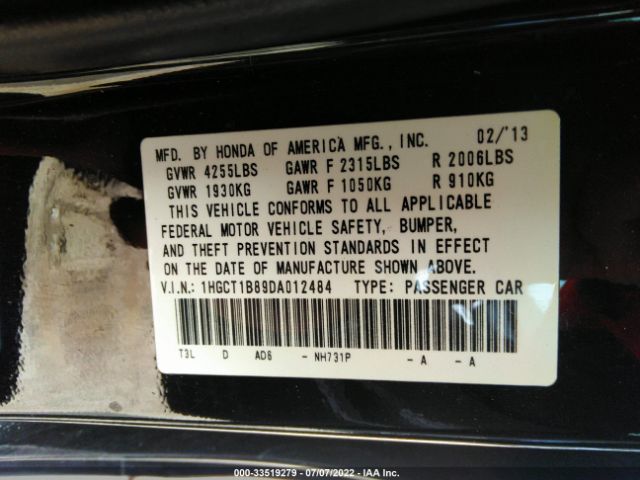 MFD. BY HONDA OF AMERICA MFG., INC. 02/'13
GVWR 4255LBS GAWR F 2315LBS R 2006LBS
GVWR 1930KG GAWR F 1050KG R 910KG
THIS VEHICLE CONFORMS TO ALL APPLICABLE
FEDERAL MOTOR VEHICLE SAFETY, BUMPER,
AND THEFT PREVENTION STANDARDS IN EFFECT
ON THE DATE OF MANUFACTURE SHOWN ABOVE.
V.I.N.: 1HGCT1B89DA012484 TYPE: PASSENGER CAR
T3L D AD6 - NH731P - A - A
000-33519279 - 07/07/2022 - IAA Inc.